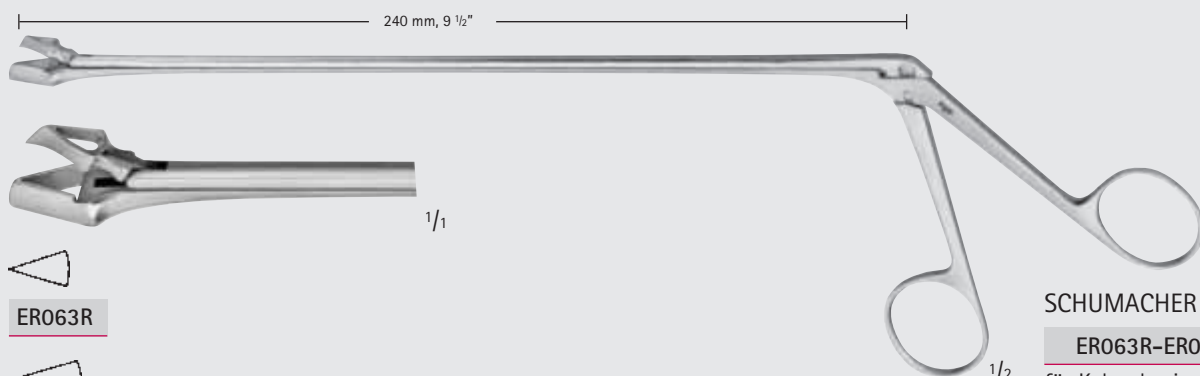 240 mm, 9 1/2"
1/1
ER063R
1/2
SCHUMACHER
ER063R-ER0